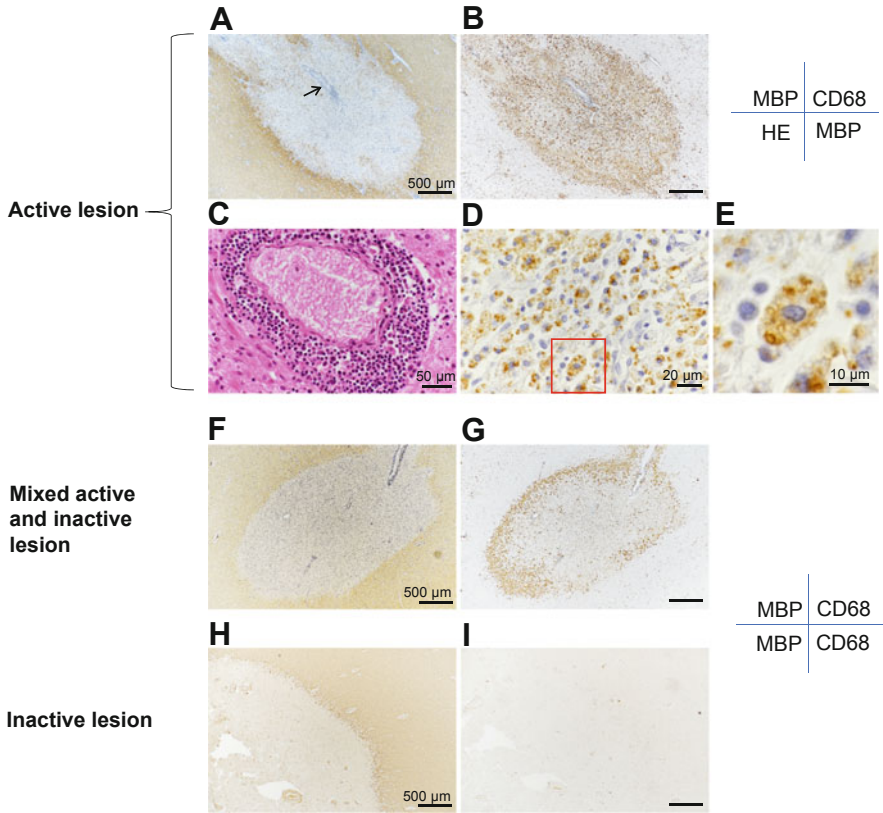 A
B
500 µm
MBP CD68
HE MBP
Active lesion
C
D
E
50 µm
20 µm
10 µm
F
G
Mixed active
and inactive
lesion
500 µm
MBP CD68
MBP CD68
H
I
Inactive lesion
500 µm